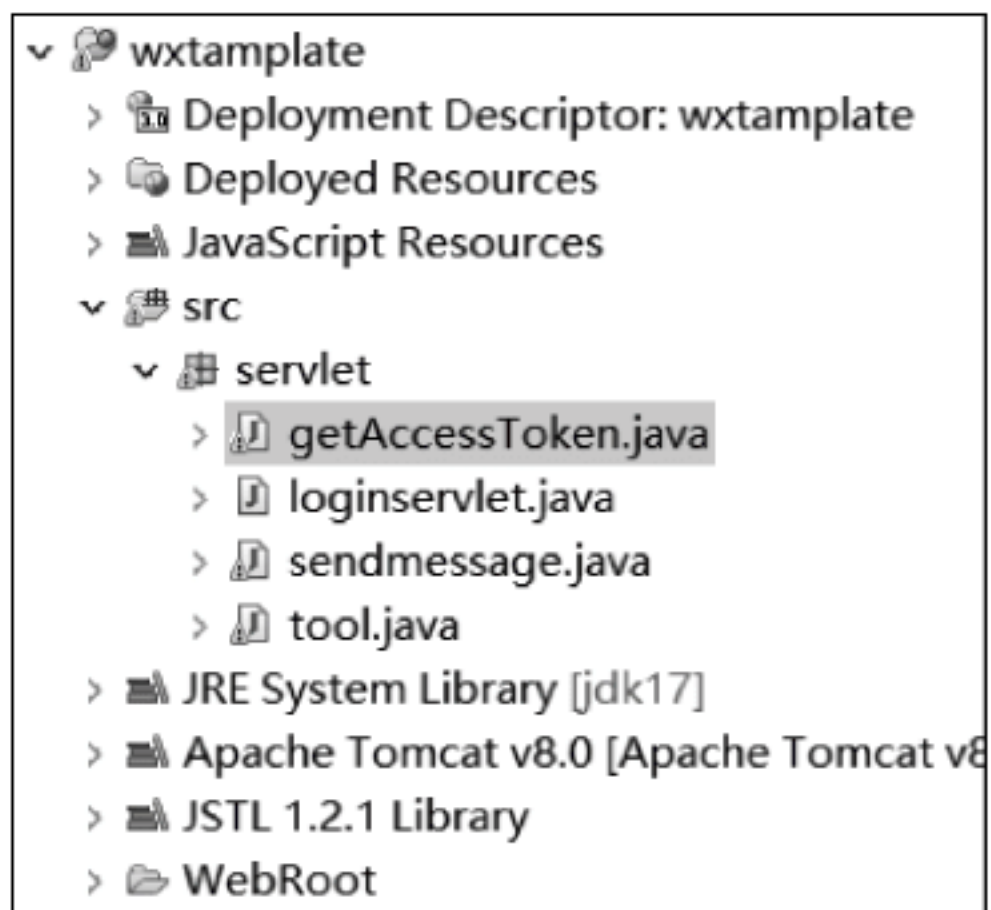 wxtamplate
Deployment Descriptor: wxtamplate
Deployed Resources
JavaScript Resources
src
servlet
getAccessToken.java
loginservlet.java
sendmessage.java
tool.java
JRE System Library [jdk17]
Apache Tomcat v8.0 [Apache Tomcat v8
JSTL 1.2.1 Library
WebRoot